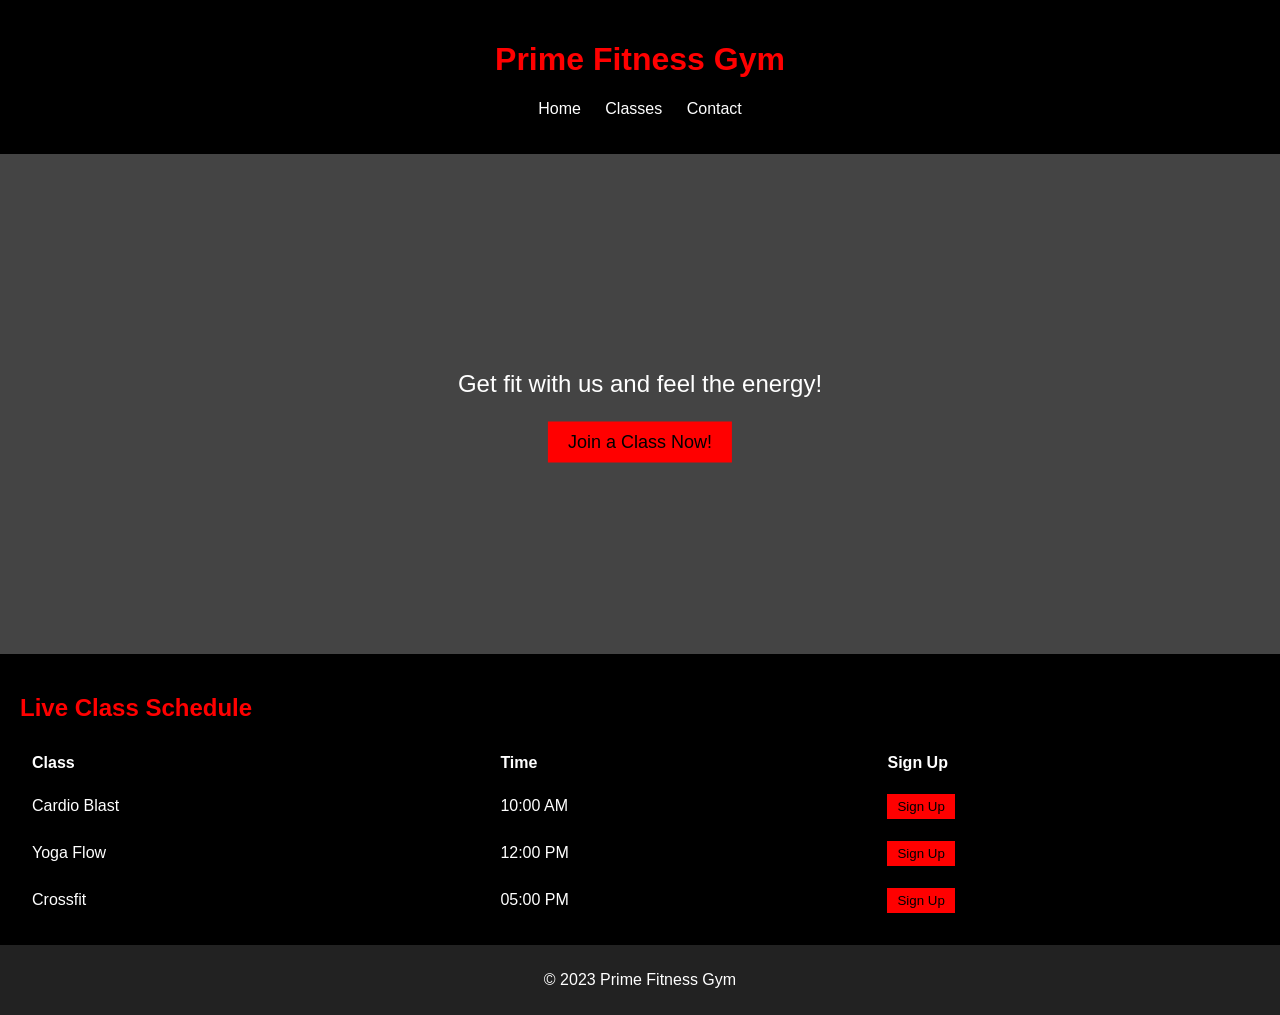 Prime Fitness Gym
Home Classes Contact
Get fit with us and feel the energy!
Join a Class Now!
Live Class Schedule
Class Time Sign Up
Cardio Blast 10:00 AM Sign Up
Yoga Flow 12:00 PM Sign Up
Crossfit 05:00 PM Sign Up
© 2023 Prime Fitness Gym